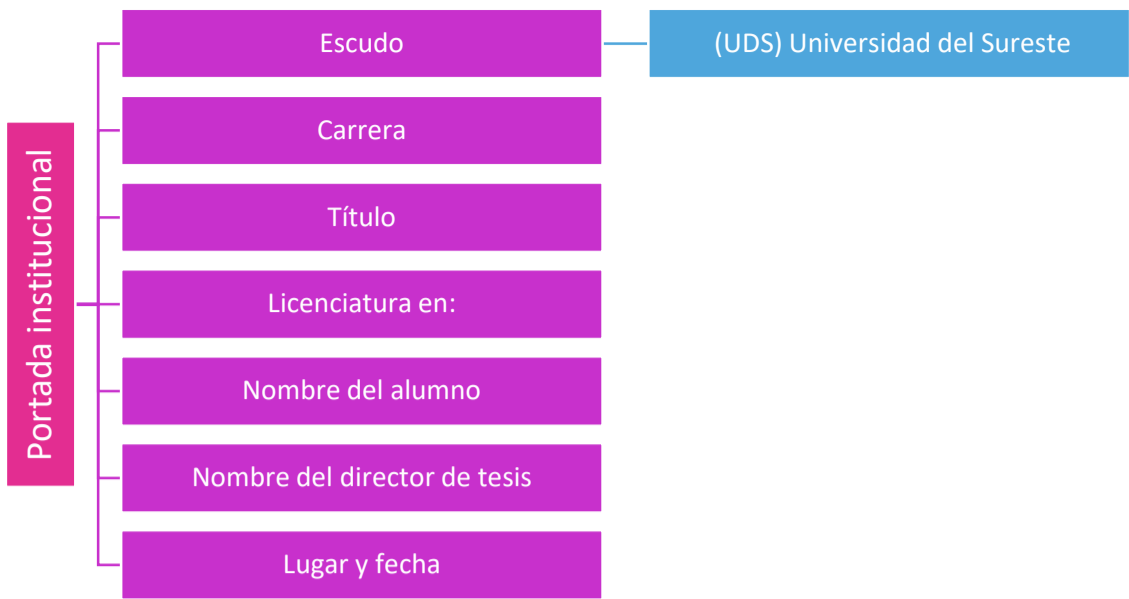 Portada institucional
Escudo
(UDS) Universidad del Sureste
Carrera
Título
Licenciatura en:
Nombre del alumno
Nombre del director de tesis
Lugar y fecha